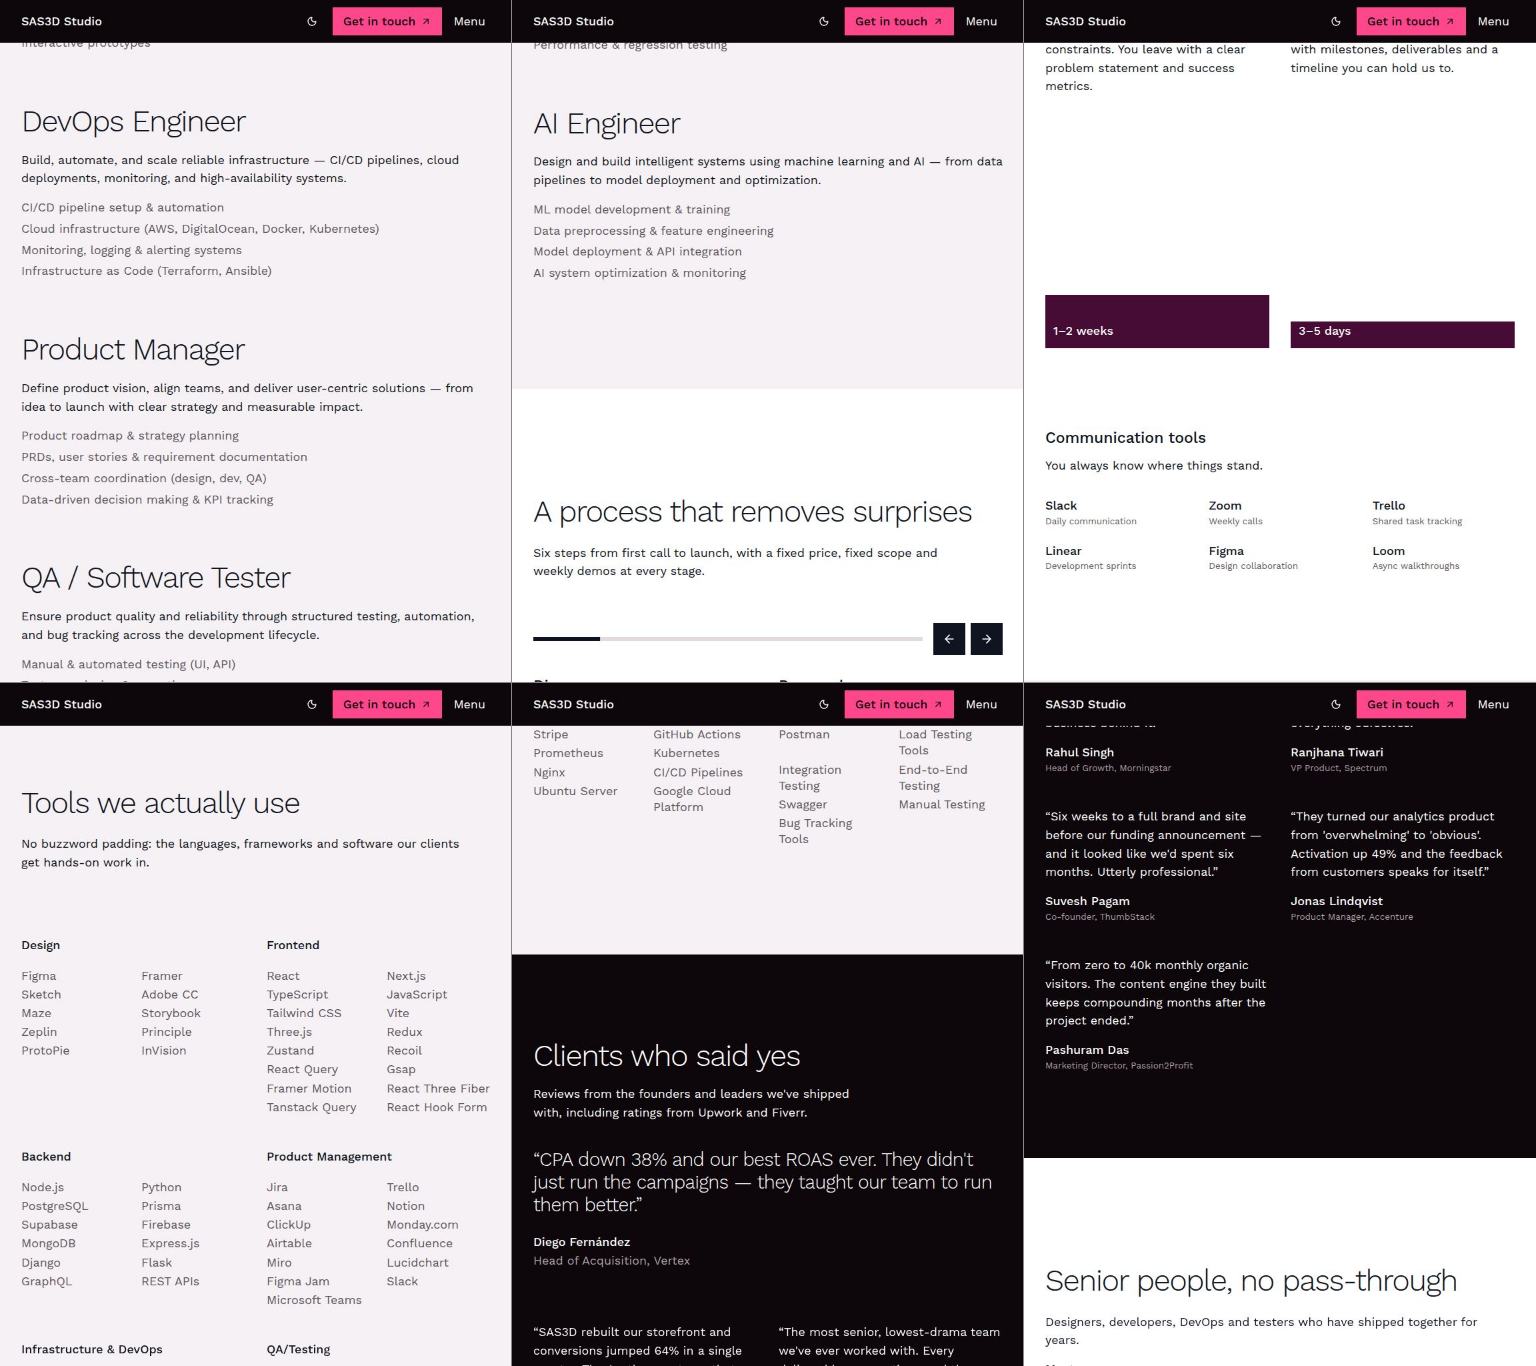 SAS3D Studio
Get in touch
Menu
Interactive prototypes
DevOps Engineer
Build, automate, and scale reliable infrastructure — CI/CD pipelines, cloud
deployments, monitoring, and high-availability systems.
CI/CD pipeline setup & automation
Cloud infrastructure (AWS, DigitalOcean, Docker, Kubernetes)
Monitoring, logging & alerting systems
Infrastructure as Code (Terraform, Ansible)
Product Manager
Define product vision, align teams, and deliver user-centric solutions — from
idea to launch with clear strategy and measurable impact.
Product roadmap & strategy planning
PRDs, user stories & requirement documentation
Cross-team coordination (design, dev, QA)
Data-driven decision making & KPI tracking
QA / Software Tester
Ensure product quality and reliability through structured testing, automation,
and bug tracking across the development lifecycle.
Manual & automated testing (UI, API)
SAS3D Studio
Get in touch
Menu
Performance & regression testing
AI Engineer
Design and build intelligent systems using machine learning and AI — from data
pipelines to model deployment and optimization.
ML model development & training
Data preprocessing & feature engineering
Model deployment & API integration
AI system optimization & monitoring
A process that removes surprises
Six steps from first call to launch, with a fixed price, fixed scope and
weekly demos at every stage.
SAS3D Studio
Get in touch
Menu
constraints. You leave with a clear
problem statement and success
metrics.
with milestones, deliverables and a
timeline you can hold us to.
1–2 weeks
3–5 days
Communication tools
You always know where things stand.
Slack
Daily communication
Zoom
Weekly calls
Trello
Shared task tracking
Linear
Development sprints
Figma
Design collaboration
Loom
Async walkthroughs
SAS3D Studio
Get in touch
Menu
Tools we actually use
No buzzword padding: the languages, frameworks and software our clients
get hands-on work in.
Design
Figma
Framer
Sketch
Adobe CC
Maze
Storybook
Zeplin
Principle
ProtoPie
InVision
Frontend
React
Next.js
TypeScript
JavaScript
Tailwind CSS
Vite
Three.js
Redux
Zustand
Recoil
React Query
Gsap
Framer Motion
React Three Fiber
Tanstack Query
React Hook Form
Backend
Node.js
Python
PostgreSQL
Prisma
Supabase
Firebase
MongoDB
Express.js
Django
Flask
GraphQL
REST APIs
Product Management
Jira
Trello
Asana
Notion
ClickUp
Monday.com
Airtable
Confluence
Miro
Lucidchart
Figma Jam
Slack
Microsoft Teams
Infrastructure & DevOps
QA/Testing
SAS3D Studio
Get in touch
Menu
Stripe
GitHub Actions
Prometheus
Kubernetes
Nginx
CI/CD Pipelines
Ubuntu Server
Google Cloud
Platform
Postman
Load Testing
Tools
Integration
Testing
End-to-End
Testing
Swagger
Manual Testing
Bug Tracking
Tools
Clients who said yes
Reviews from the founders and leaders we've shipped
with, including ratings from Upwork and Fiverr.
“CPA down 38% and our best ROAS ever. They didn't
just run the campaigns — they taught our team to run
them better.”
Diego Fernández
Head of Acquisition, Vertex
“SAS3D rebuilt our storefront and
conversions jumped 64% in a single
“The most senior, lowest-drama team
we've ever worked with. Every
SAS3D Studio
Get in touch
Menu
Rahul Singh
Head of Growth, Morningstar
Ranjhana Tiwari
VP Product, Spectrum
“Six weeks to a full brand and site
before our funding announcement —
and it looked like we'd spent six
months. Utterly professional.”
Suvesh Pagam
Co-founder, ThumbStack
“They turned our analytics product
from 'overwhelming' to 'obvious'.
Activation up 49% and the feedback
from customers speaks for itself.”
Jonas Lindqvist
Product Manager, Accenture
“From zero to 40k monthly organic
visitors. The content engine they built
keeps compounding months after the
project ended.”
Pashuram Das
Marketing Director, Passion2Profit
Senior people, no pass-through
Designers, developers, DevOps and testers who have shipped together for
years.